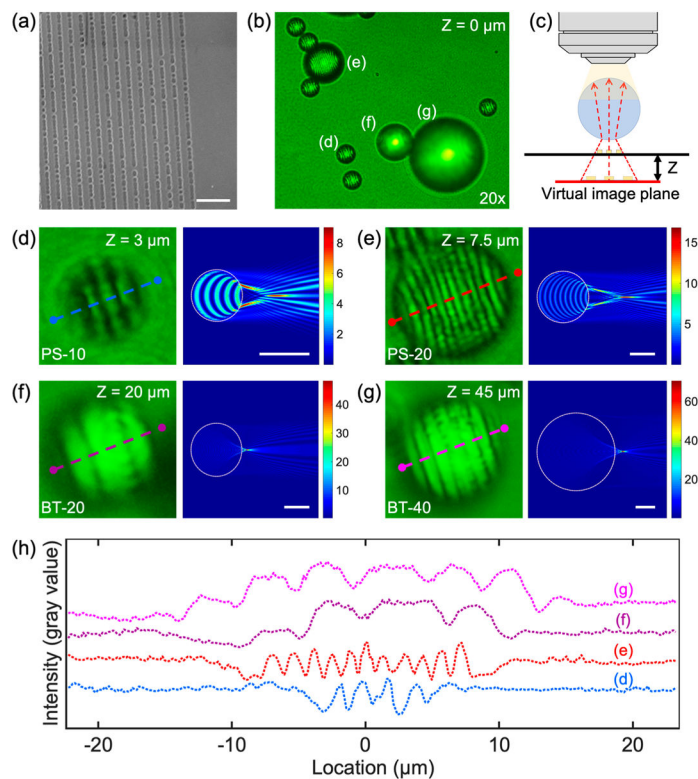 (a)
(b)
Z = 0 µm
(e)
(f)
(g)
(d)
20x
(c)
Z
Virtual image plane
(d)
Z = 3 µm
PS-10
8
6
4
2
(e)
Z = 7.5 µm
PS-20
15
10
5
(f)
Z = 20 µm
BT-20
40
30
20
10
(g)
Z = 45 µm
BT-40
60
40
20
(h)
Intensity (gray value)
(g)
(f)
(e)
(d)
-20
-10
0
10
20
Location (µm)